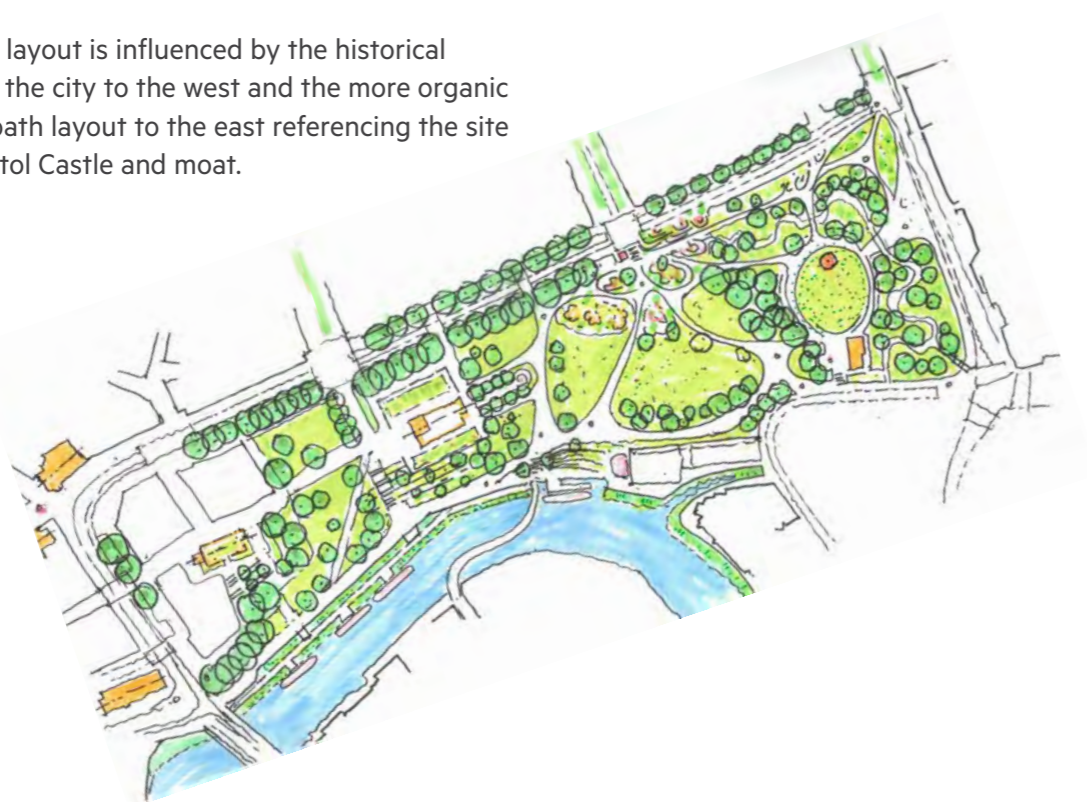 layout is influenced by the historical
the city to the west and the more organic
path layout to the east referencing the site
tol Castle and moat.